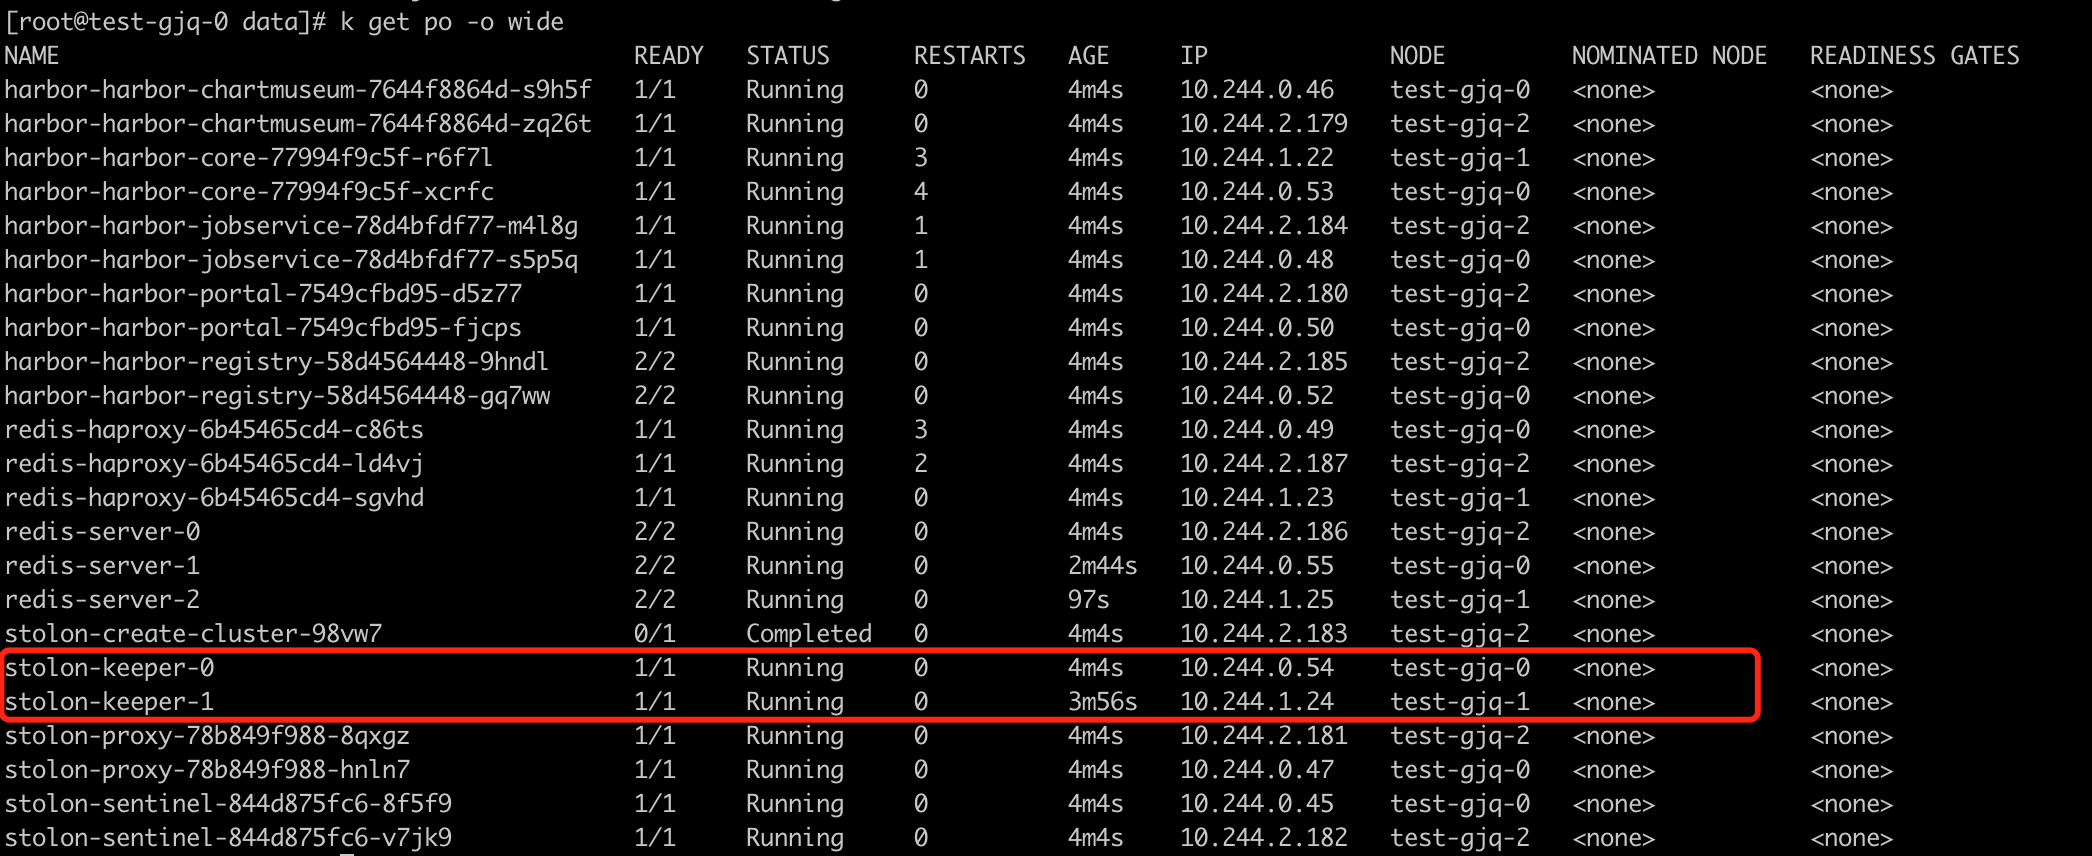 [root@test-gjq-0 data]# k get po -o wide
NAME READY STATUS RESTARTS AGE IP NODE NOMINATED NODE READINESS GATES
harbor-harbor-chartmuseum-7644f8864d-s9h5f 1/1 Running 0 4m4s 10.244.0.46 test-gjq-0 <none> <none>
harbor-harbor-chartmuseum-7644f8864d-zq26t 1/1 Running 0 4m4s 10.244.2.179 test-gjq-2 <none> <none>
harbor-harbor-core-77994f9c5f-r6f7l 1/1 Running 3 4m4s 10.244.1.22 test-gjq-1 <none> <none>
harbor-harbor-core-77994f9c5f-xcrfc 1/1 Running 4 4m4s 10.244.0.53 test-gjq-0 <none> <none>
harbor-harbor-jobservice-78d4bfdf77-m4l8g 1/1 Running 1 4m4s 10.244.2.184 test-gjq-2 <none> <none>
harbor-harbor-jobservice-78d4bfdf77-s5p5q 1/1 Running 1 4m4s 10.244.0.48 test-gjq-0 <none> <none>
harbor-harbor-portal-7549cfbd95-d5z77 1/1 Running 0 4m4s 10.244.2.180 test-gjq-2 <none> <none>
harbor-harbor-portal-7549cfbd95-fjcps 1/1 Running 0 4m4s 10.244.0.50 test-gjq-0 <none> <none>
harbor-harbor-registry-58d4564448-9hndl 2/2 Running 0 4m4s 10.244.2.185 test-gjq-2 <none> <none>
harbor-harbor-registry-58d4564448-gq7ww 2/2 Running 0 4m4s 10.244.0.52 test-gjq-0 <none> <none>
redis-haproxy-6b45465cd4-c86ts 1/1 Running 3 4m4s 10.244.0.49 test-gjq-0 <none> <none>
redis-haproxy-6b45465cd4-ld4vj 1/1 Running 2 4m4s 10.244.2.187 test-gjq-2 <none> <none>
redis-haproxy-6b45465cd4-sgvhd 1/1 Running 0 4m4s 10.244.1.23 test-gjq-1 <none> <none>
redis-server-0 2/2 Running 0 4m4s 10.244.2.186 test-gjq-2 <none> <none>
redis-server-1 2/2 Running 0 2m44s 10.244.0.55 test-gjq-0 <none> <none>
redis-server-2 2/2 Running 0 97s 10.244.1.25 test-gjq-1 <none> <none>
stolon-create-cluster-98vw7 0/1 Completed 0 4m4s 10.244.2.183 test-gjq-2 <none> <none>
stolon-keeper-0 1/1 Running 0 4m4s 10.244.0.54 test-gjq-0 <none> <none>
stolon-keeper-1 1/1 Running 0 3m56s 10.244.1.24 test-gjq-1 <none> <none>
stolon-proxy-78b849f988-8qxgz 1/1 Running 0 4m4s 10.244.2.181 test-gjq-2 <none> <none>
stolon-proxy-78b849f988-hnln7 1/1 Running 0 4m4s 10.244.0.47 test-gjq-0 <none> <none>
stolon-sentinel-844d875fc6-8f5f9 1/1 Running 0 4m4s 10.244.0.45 test-gjq-0 <none> <none>
stolon-sentinel-844d875fc6-v7jk9 1/1 Running 0 4m4s 10.244.2.182 test-gjq-2 <none> <none>